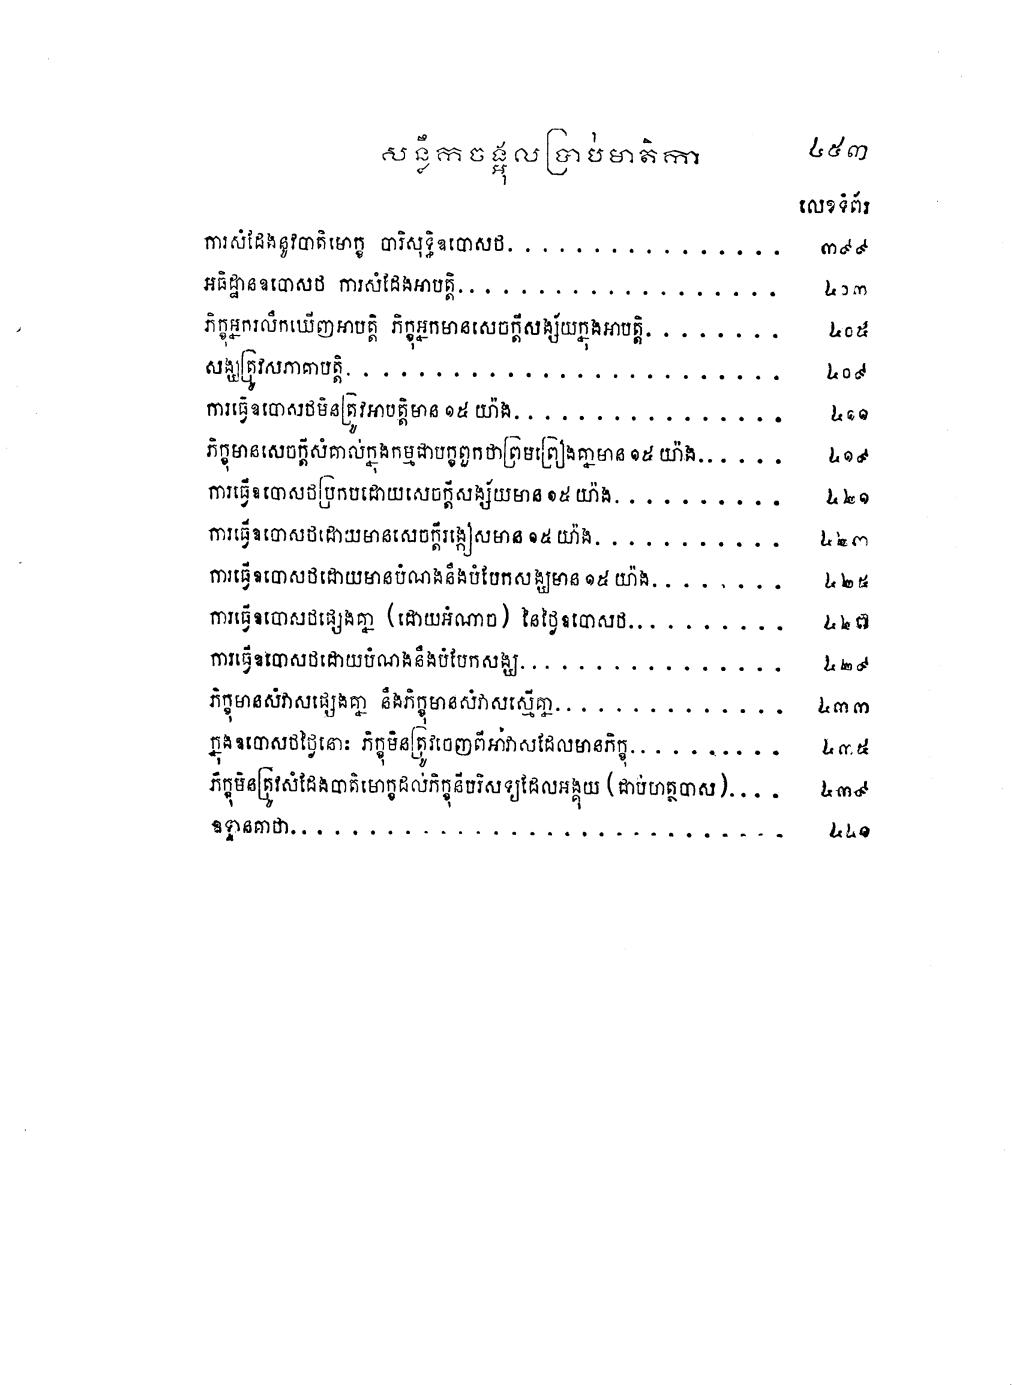 សន្លឹកចង្អុលប្រាប់មាតិកា ៤៥៣
លេខទំព័រ
ការសំដែងនូវបាតិមោក្ខ បារិសុទ្ធិឧបោសថ. . . . . . . . . . . . . . . . ៣៩៩
អធិដ្ឋានឧបោសថ ការសំដែងអាបត្តិ. . . . . . . . . . . . . . . . . . . ៤០៣
ភិក្ខុអ្នករលឹកឃើញអាបត្តិ ភិក្ខុអ្នកមានសេចក្តីសង្ស័យក្នុងអាបត្តិ. . . . . . . . ៤០៥
សង្ឃត្រូវសភាគាបត្តិ. . . . . . . . . . . . . . . . . . . . . . . . . ៤០៩
ការធ្វើឧបោសថមិនត្រូវអាបត្តិមាន ១៥ យ៉ាង. . . . . . . . . . . . . . . ៤១១
ភិក្ខុមានសេចក្តីសំគាល់ក្នុងកម្មជាបក្ខពួកថាព្រមព្រៀងគ្នាមាន ១៥ យ៉ាង. . . . . . ៤១៩
ការធ្វើឧបោសថប្រកបដោយសេចក្តីសង្ស័យមាន ១៥ យ៉ាង. . . . . . . . . . ៤២១
ការធ្វើឧបោសថដោយមានសេចក្តីរង្កៀសមាន ១៥ យ៉ាង. . . . . . . . . . . ៤២៣
ការធ្វើឧបោសថដោយមានបំណងនឹងបំបែកសង្ឃមាន ១៥ យ៉ាង. . . . . . . . ៤២៥
ការធ្វើឧបោសថផ្សេងគ្នា (ដោយអំណាច) នៃថ្ងៃឧបោសថ. . . . . . . . . . ៤២៧
ការធ្វើឧបោសថដោយបំណងនឹងបំបែកសង្ឃ. . . . . . . . . . . . . . . ៤២៩
ភិក្ខុមានសំវាសផ្សេងគ្នា នឹងភិក្ខុមានសំវាសស្មើគ្នា. . . . . . . . . . . . . . ៤៣៣
ក្នុងឧបោសថថ្ងៃនោះ ភិក្ខុមិនត្រូវចេញពីអាវាសដែលមានភិក្ខុ. . . . . . . . . . ៤៣៥
ភិក្ខុមិនត្រូវសំដែងបាតិមោក្ខដល់ភិក្ខុនីបរិសទ្យដែលអង្គុយ (ជាប់ហត្ថបាស). . . . ៤៣៩
ឧទ្ទានគាថា. . . . . . . . . . . . . . . . . . . . . . . . . . . . ៤៤១